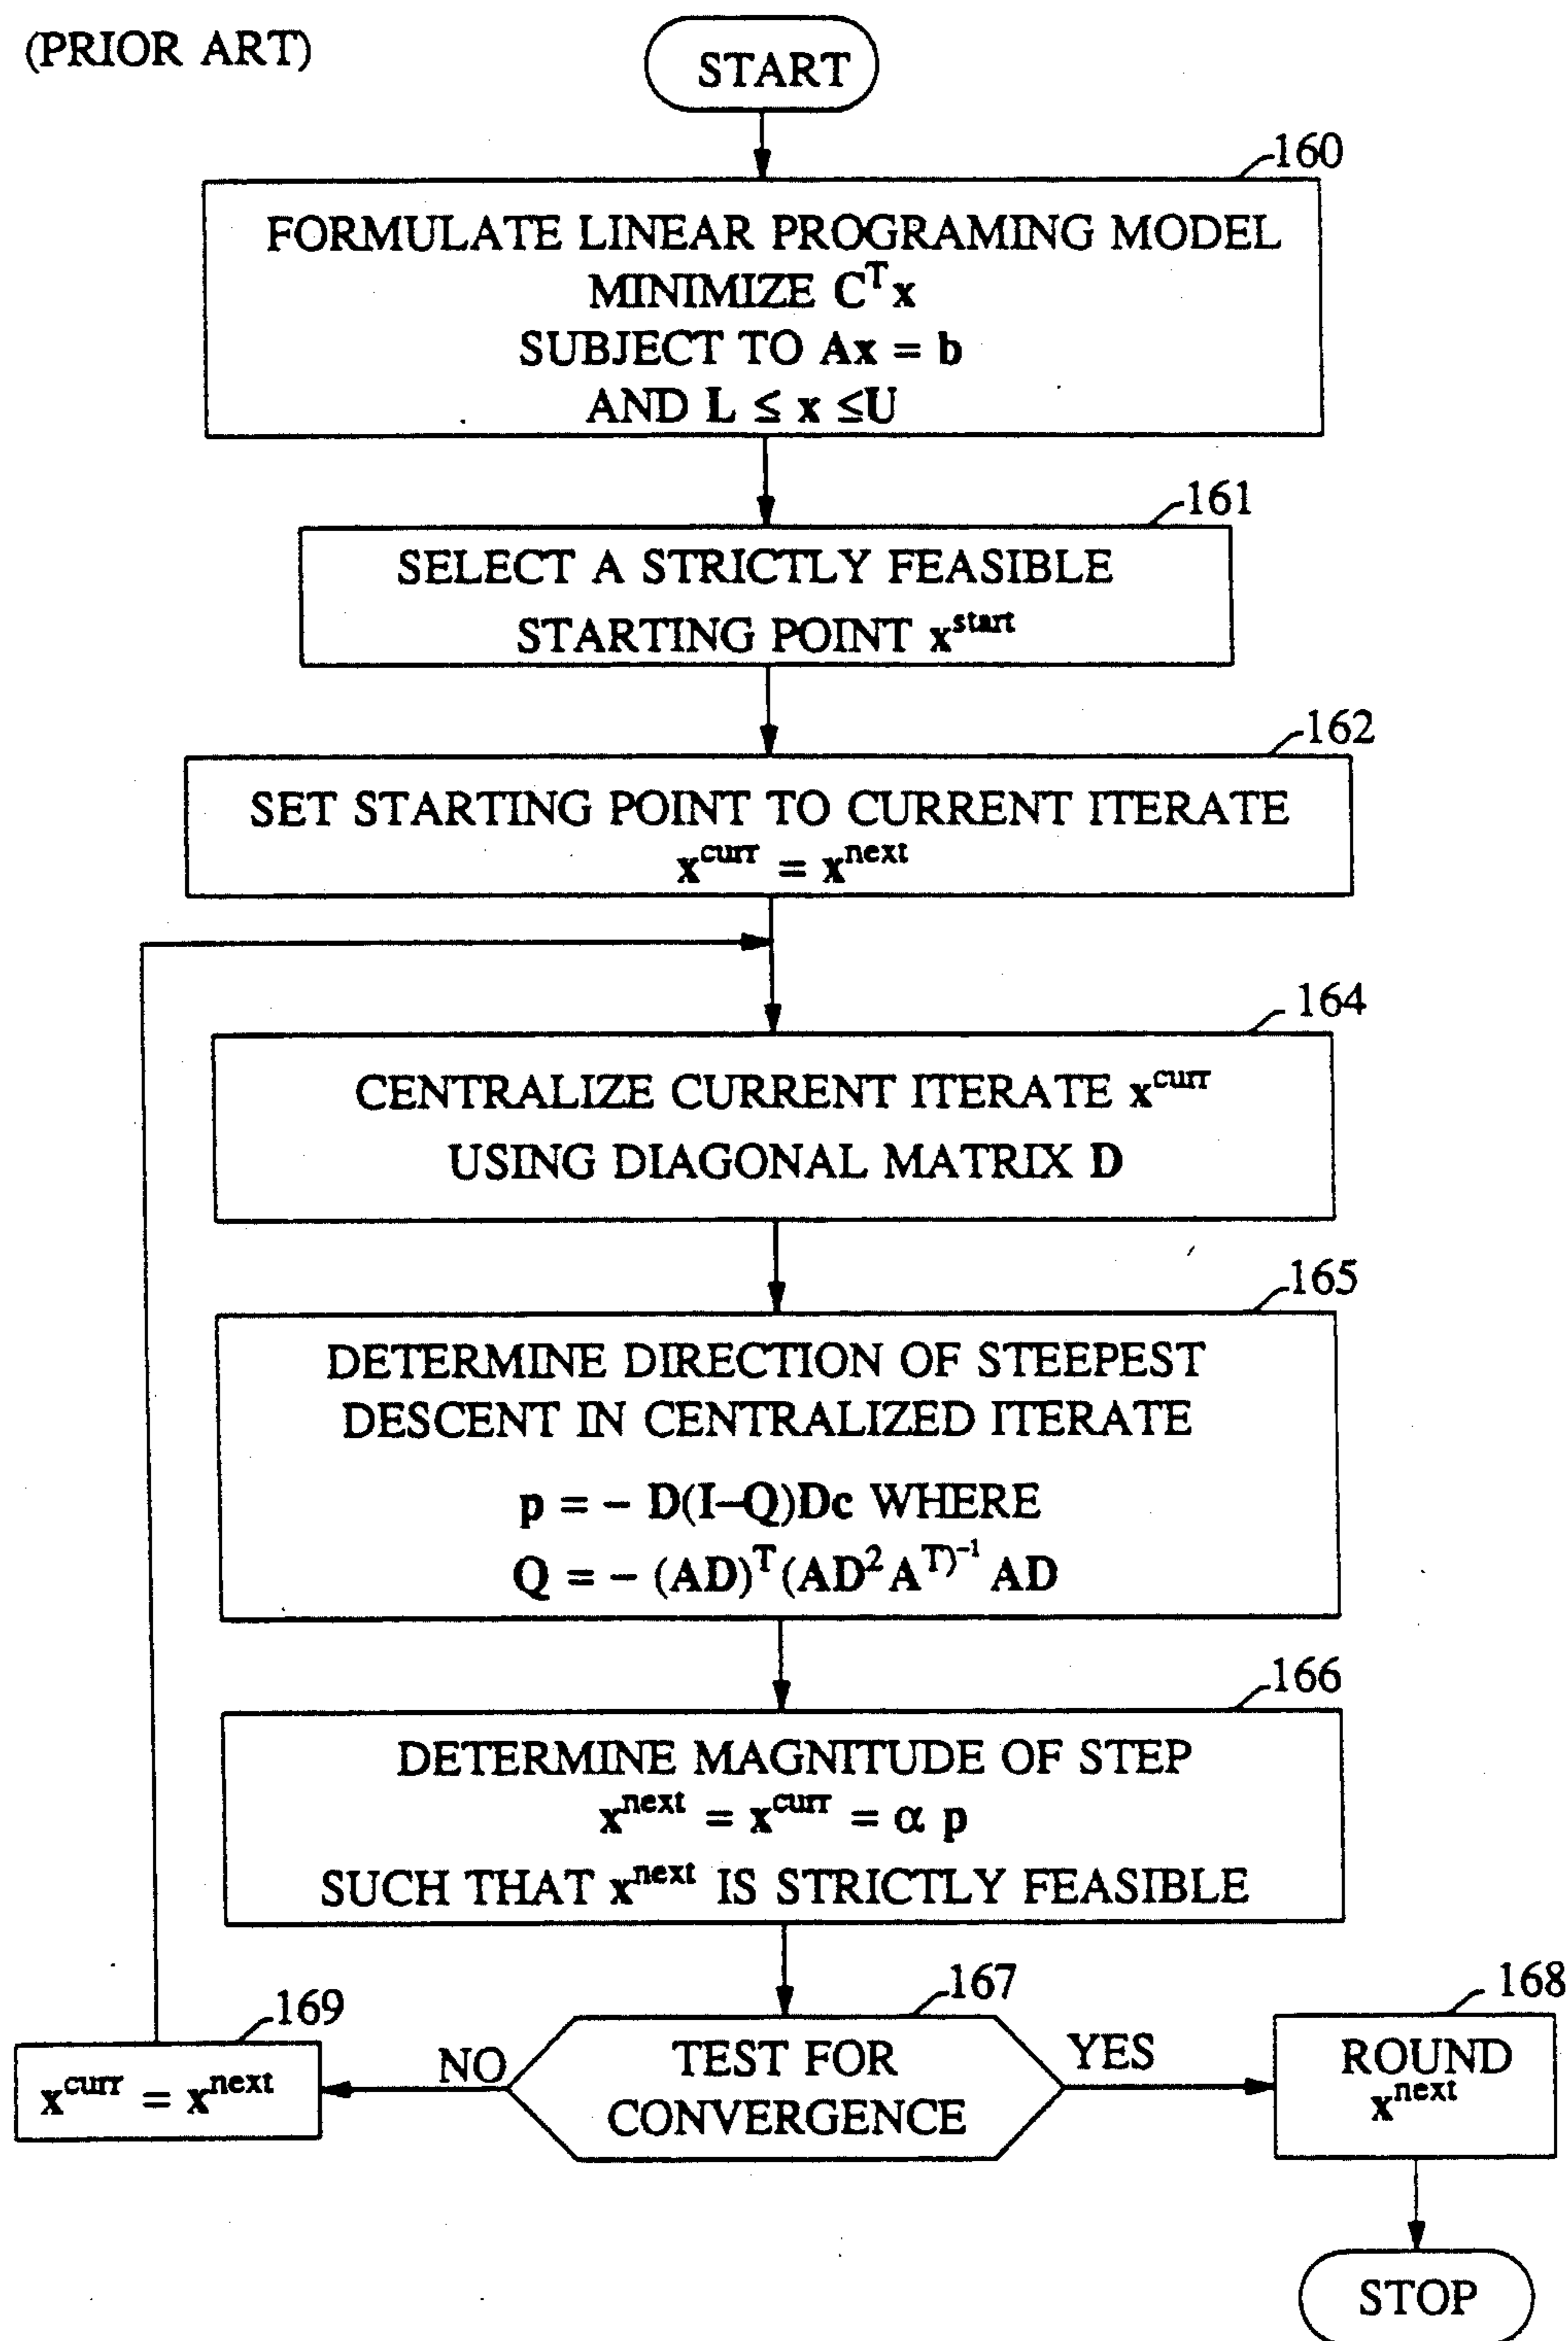 (PRIOR ART)
START
160
FORMULATE LINEAR PROGRAMING MODEL
MINIMIZE C^T x
SUBJECT TO Ax = b
AND L ≤ x ≤U
161
SELECT A STRICTLY FEASIBLE
STARTING POINT x^start
162
SET STARTING POINT TO CURRENT ITERATE
x^curr = x^next
164
CENTRALIZE CURRENT ITERATE x^curr
USING DIAGONAL MATRIX D
165
DETERMINE DIRECTION OF STEEPEST
DESCENT IN CENTRALIZED ITERATE
p = – D(I–Q)Dc WHERE
Q = – (AD)^T (AD^2 A^T)^-1 AD
166
DETERMINE MAGNITUDE OF STEP
x^next = x^curr = α p
SUCH THAT x^next IS STRICTLY FEASIBLE
167
TEST FOR
CONVERGENCE
NO
YES
169
x^curr = x^next
168
ROUND
x^next
STOP